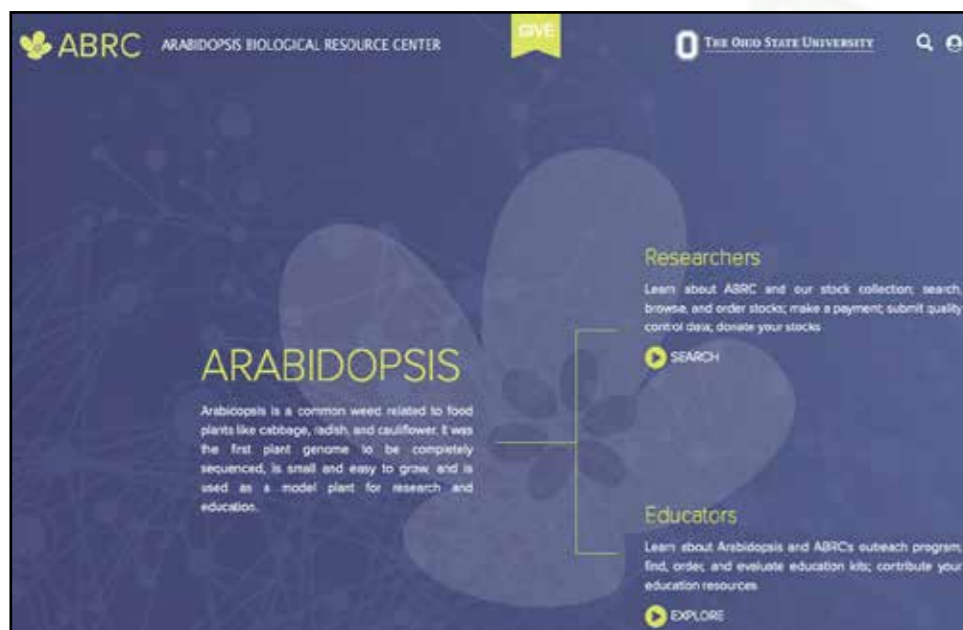 ABRC ARABIDOPSIS BIOLOGICAL RESOURCE CENTER
GIVE
THE OHIO STATE UNIVERSITY
ARABIDOPSIS
Arabidopsis is a common weed related to food
plants like cabbage, radish, and cauliflower. It was
the first plant genome to be completely
sequenced, is small and easy to grow, and is
used as a model plant for research and
education.
Researchers
Learn about ABRC and our stock collection; search,
browse, and order stocks; make a payment; submit quality
control data; donate your stocks
SEARCH
Educators
Learn about Arabidopsis and ABRC's outreach program;
find, order, and evaluate education kits; contribute your
education resources
EXPLORE